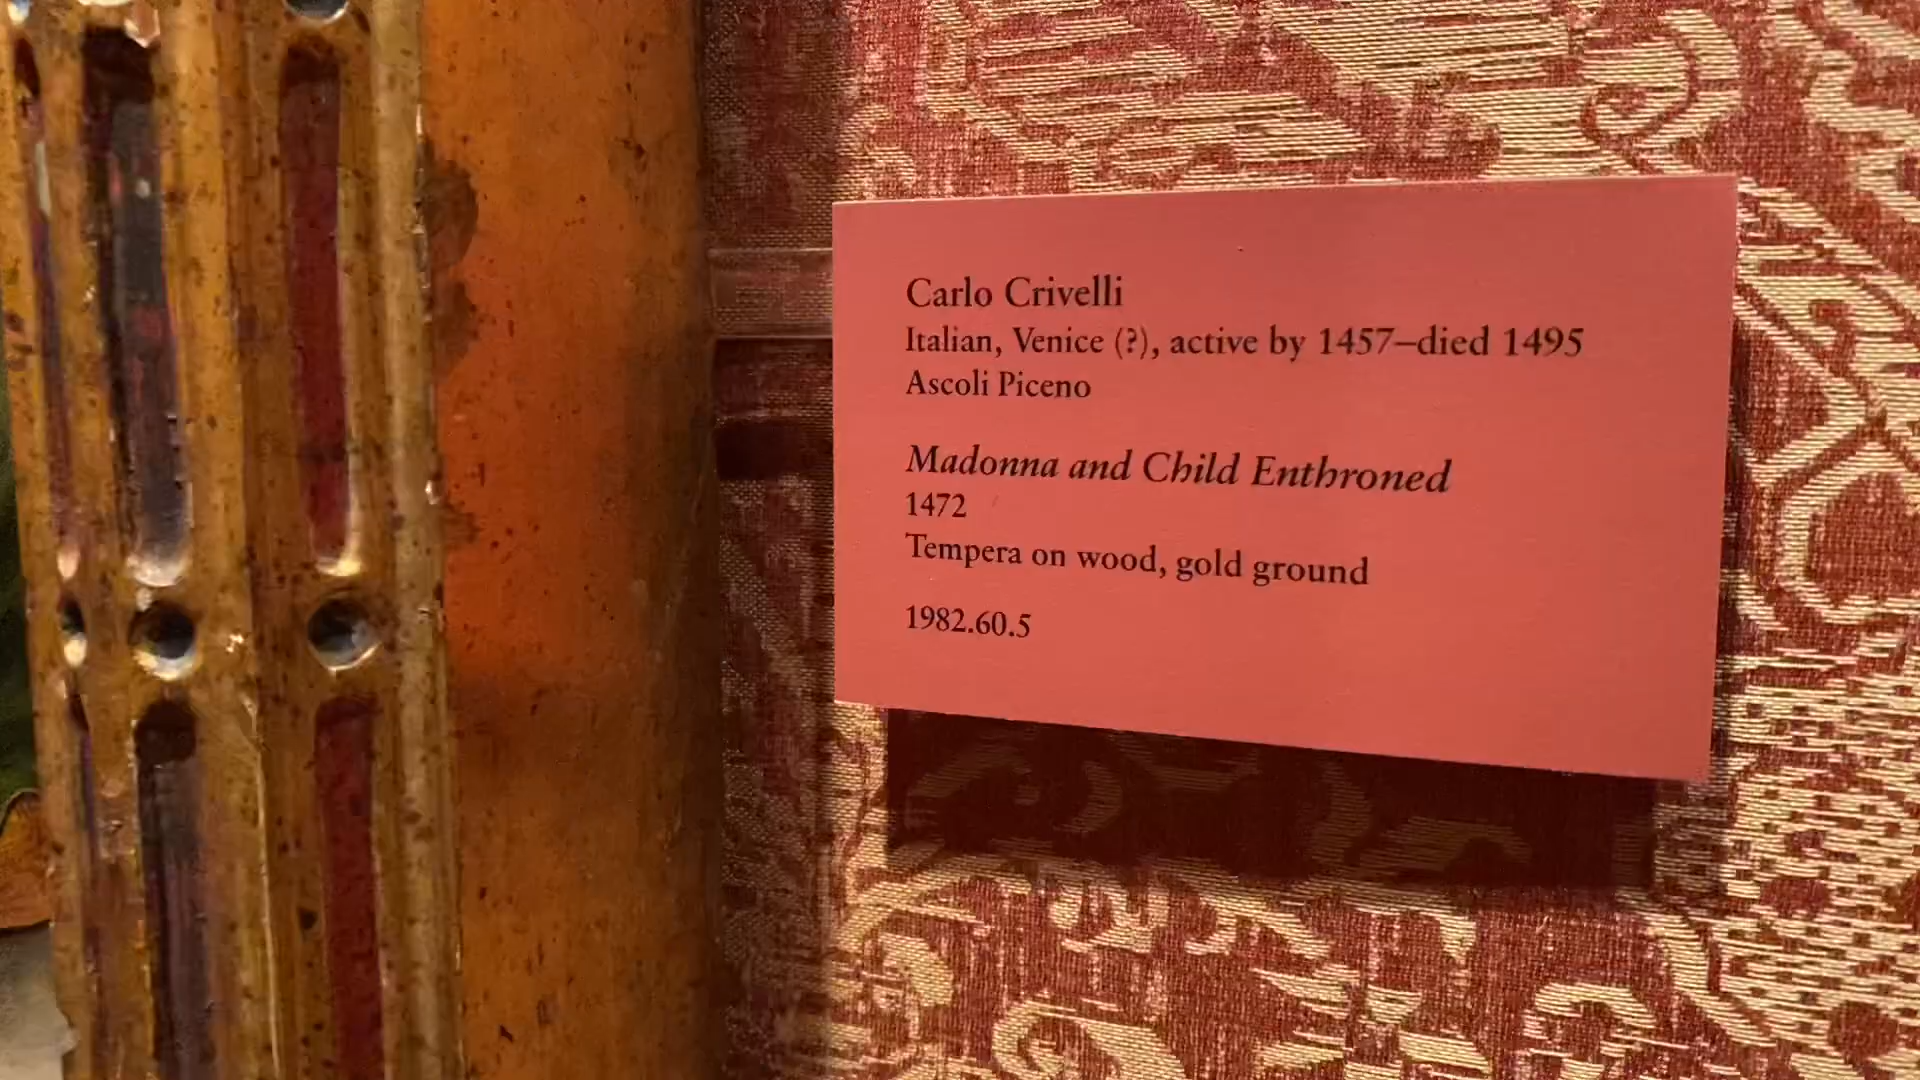 Carlo Crivelli
Italian, Venice (?), active by 1457–died 1495
Ascoli Piceno
Madonna and Child Enthroned
1472
Tempera on wood, gold ground
1982.60.5